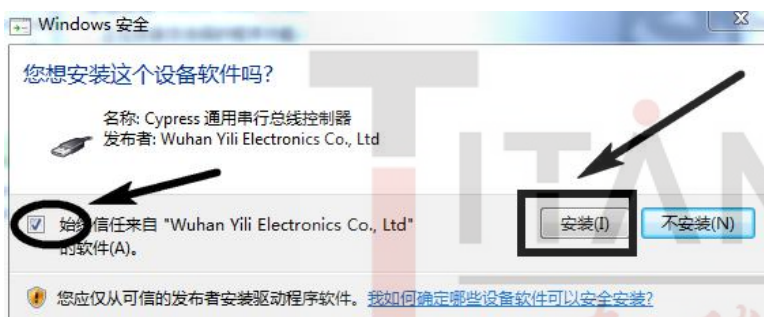 Windows 安全
您想安装这个设备软件吗?
名称: Cypress 通用串行总线控制器
发布者: Wuhan Yili Electronics Co., Ltd
始终信任来自 "Wuhan Yili Electronics Co., Ltd"
的软件(A)。
安装(I)
不安装(N)
您应仅从可信的发布者安装驱动程序软件。我如何确定哪些设备软件可以安全安装?
TITAN